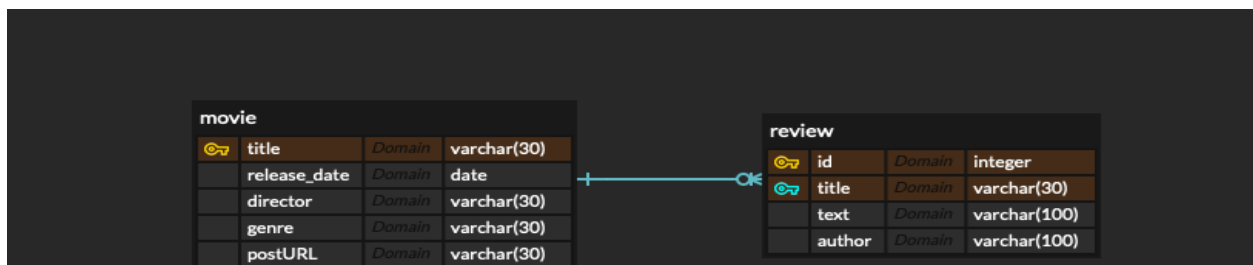 movie
title Domain varchar(30)
release_date Domain date
director Domain varchar(30)
genre Domain varchar(30)
postURL Domain varchar(30)
review
id Domain integer
title Domain varchar(30)
text Domain varchar(100)
author Domain varchar(100)